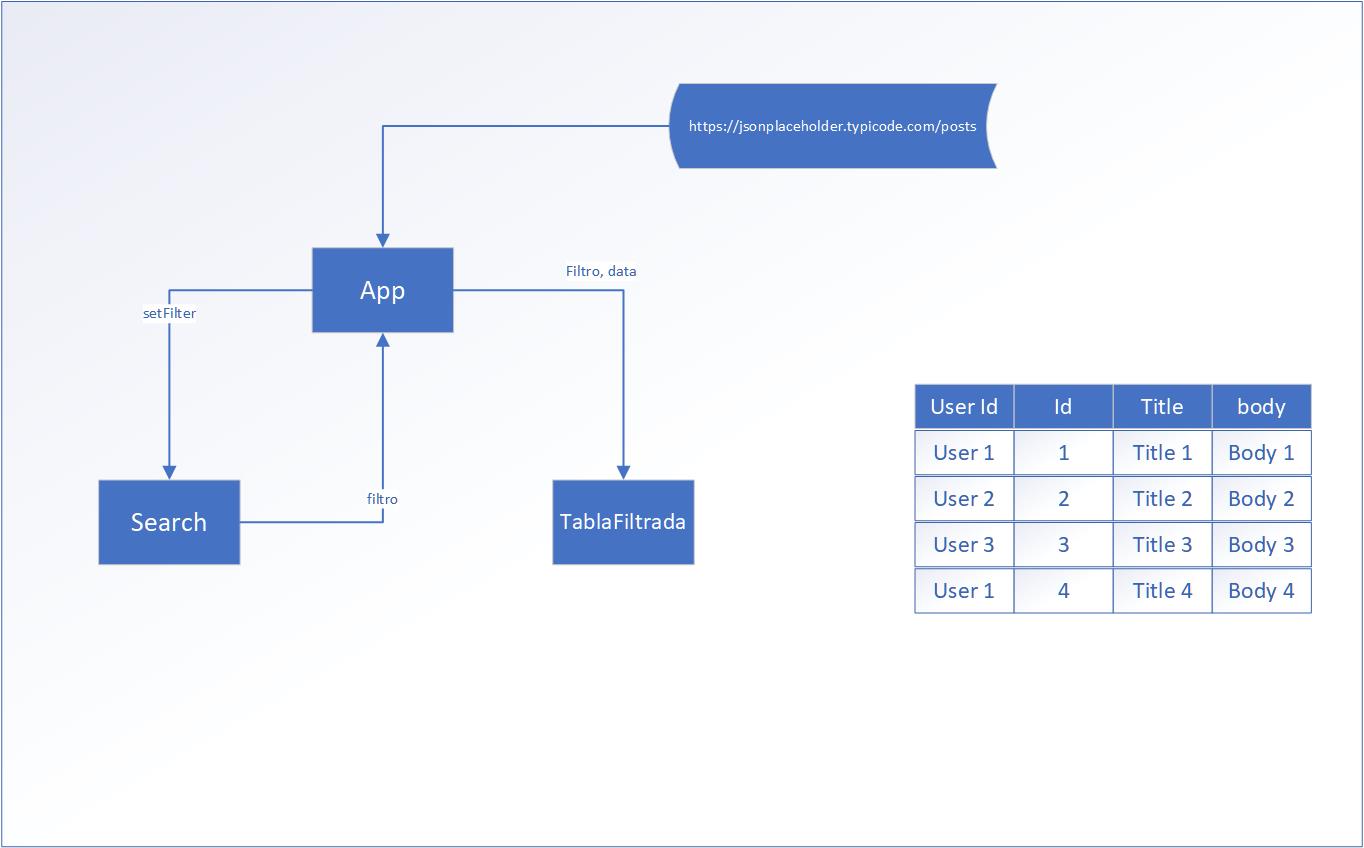 https://jsonplaceholder.typicode.com/posts
App
Filtro, data
setFilter
filtro
Search
TablaFiltrada
User Id Id Title body
User 1 1 Title 1 Body 1
User 2 2 Title 2 Body 2
User 3 3 Title 3 Body 3
User 1 4 Title 4 Body 4